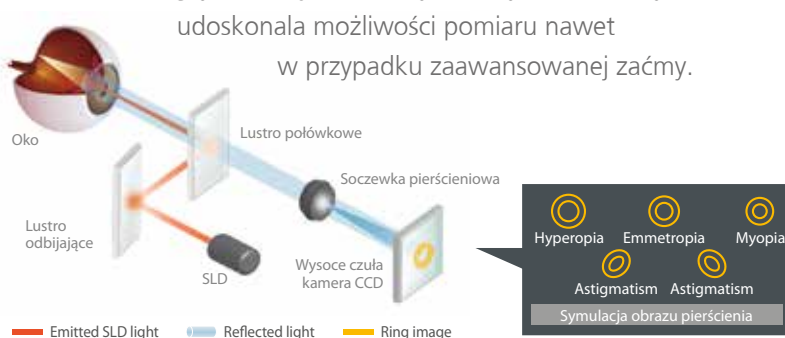 udoskonala możliwości pomiaru nawet
w przypadku zaawansowanej zaćmy.
Oko
Lustro połówkowe
Soczewka pierścieniowa
Lustro
odbijające
SLD
Wysoce czuła
kamera CCD
Hyperopia Emmetropia Myopia
Astigmatism Astigmatism
Symulacja obrazu pierścienia
Emitted SLD light Reflected light Ring image